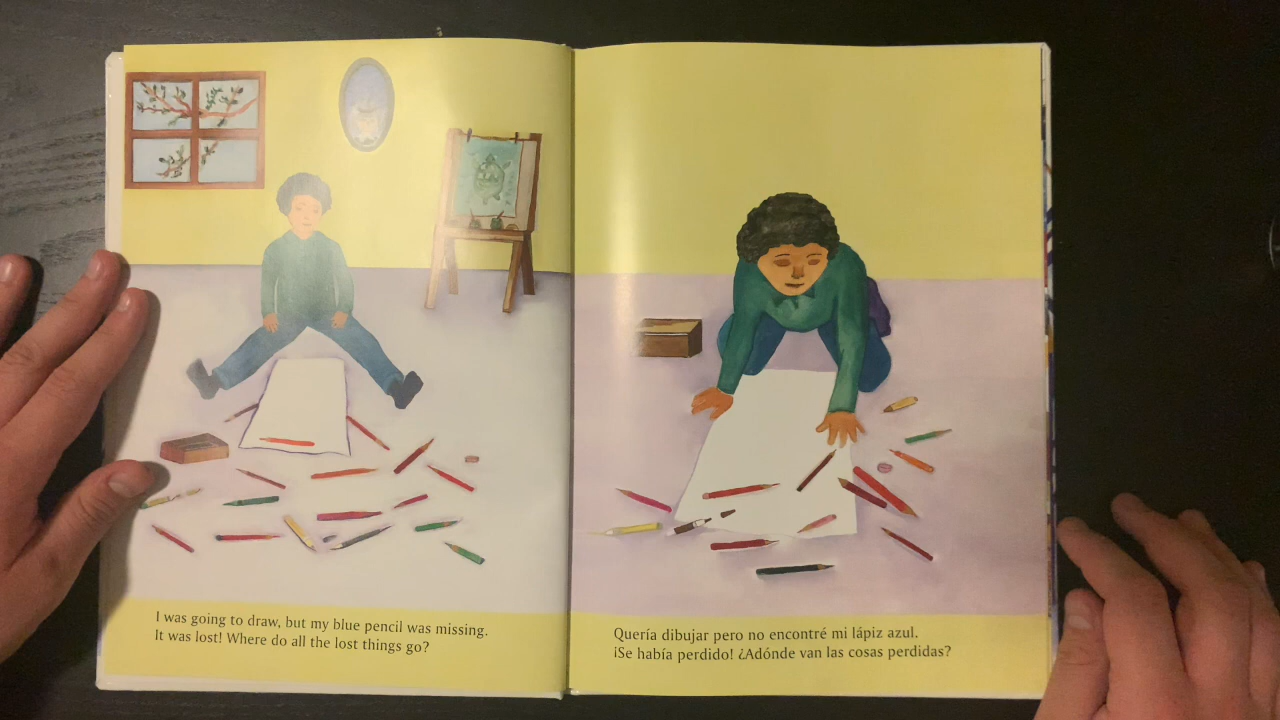 I was going to draw, but my blue pencil was missing.
It was lost! Where do all the lost things go?
Quería dibujar pero no encontré mi lápiz azul.
¡Se había perdido! ¿Adónde van las cosas perdidas?